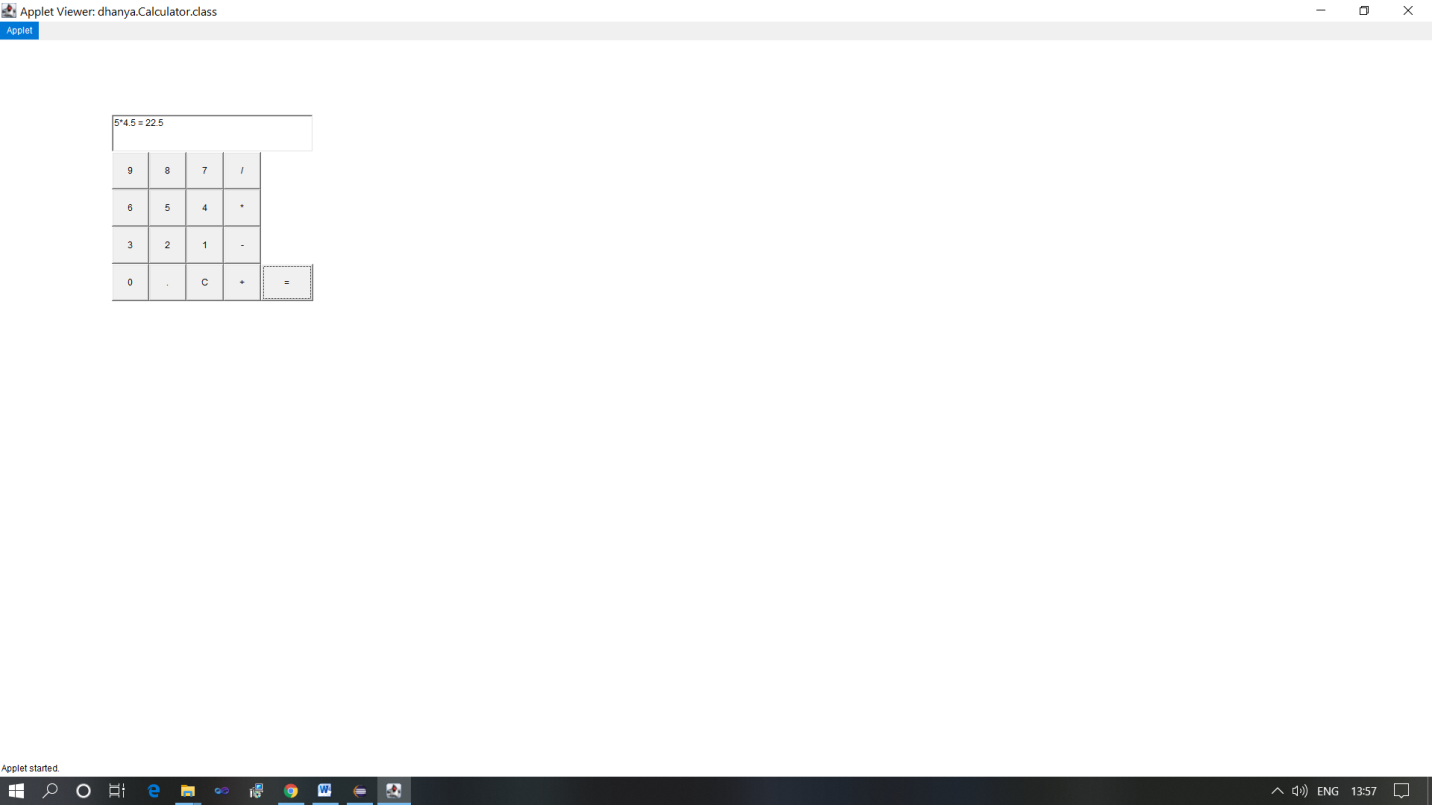 Applet Viewer: dhanya.Calculator.class
Applet
5*4.5 = 22.5
9 8 7 /
6 5 4 *
3 2 1 -
0 . C + =
Applet started.
ENG 13:57